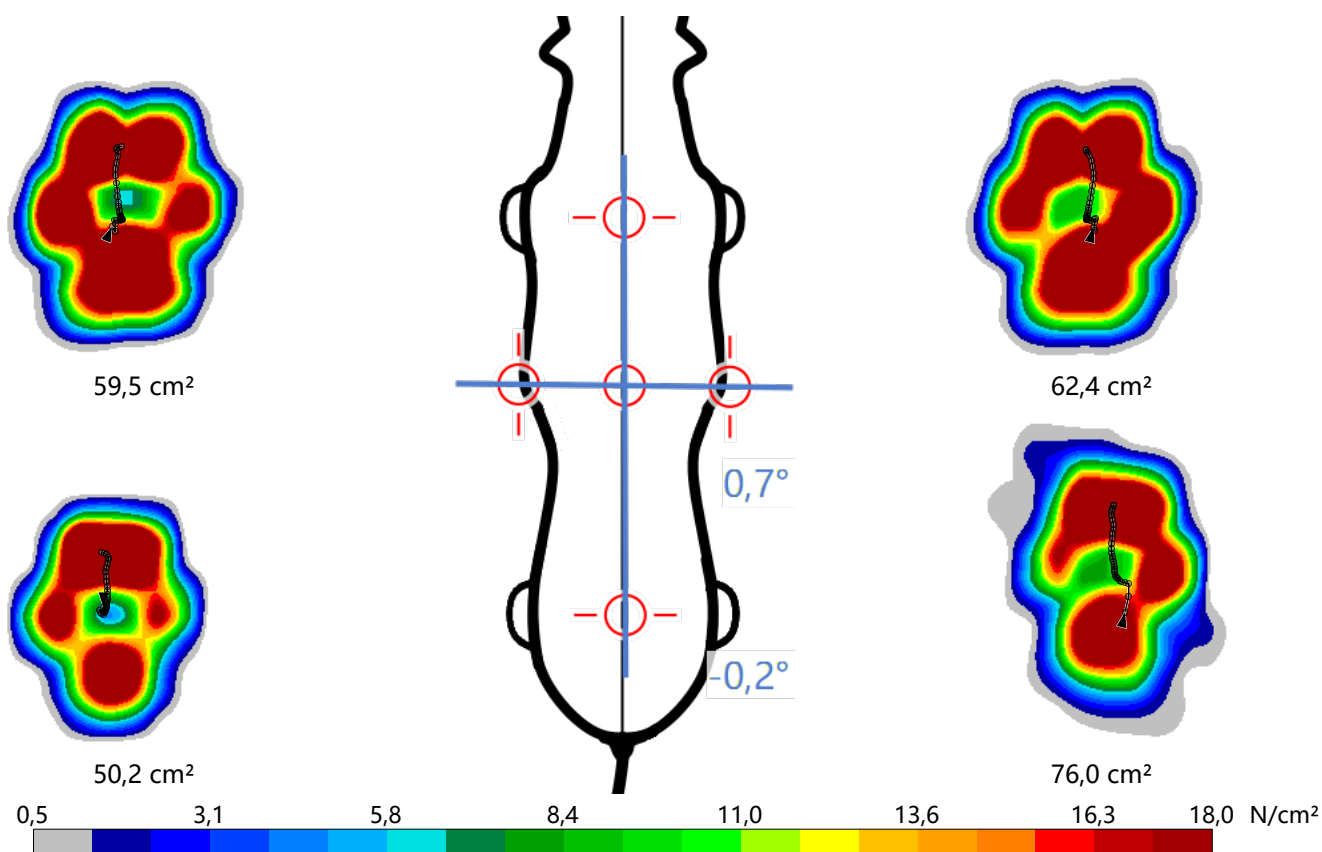 59,5 cm²
62,4 cm²
0,7°
-0,2°
50,2 cm²
76,0 cm²
0,5 3,1 5,8 8,4 11,0 13,6 16,3 18,0 N/cm²